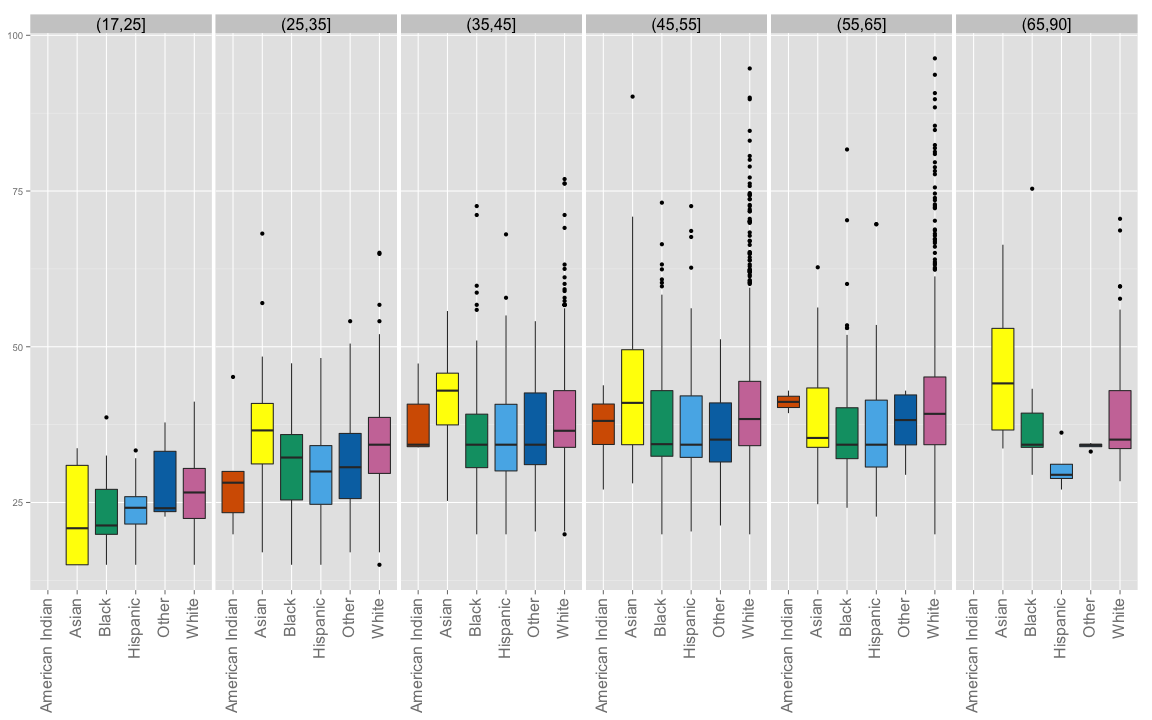 (17,25] (25,35] (35,45] (45,55] (55,65] (65,90]
100
75
50
25
American Indian Asian Black Hispanic Other White American Indian Asian Black Hispanic Other White American Indian Asian Black Hispanic Other White American Indian Asian Black Hispanic Other White American Indian Asian Black Hispanic Other White American Indian Asian Black Hispanic Other White